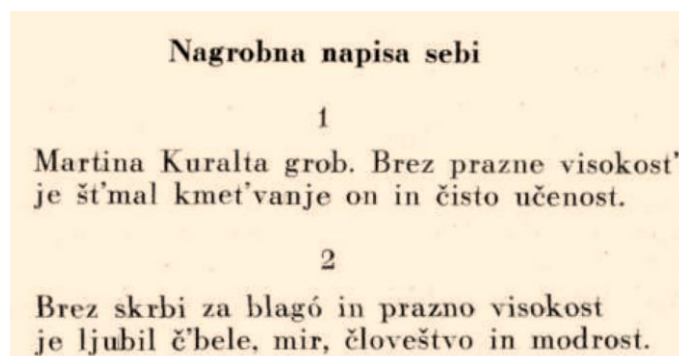 Nagrobna napisa sebi
1
Martina Kuralta grob. Brez prazne visokost'
je št'mal kmet'vanje on in čisto učenost.
2
Brez skrbi za blagó in prazno visokost
je ljubil č'bele, mir, človeštvo in modrost.